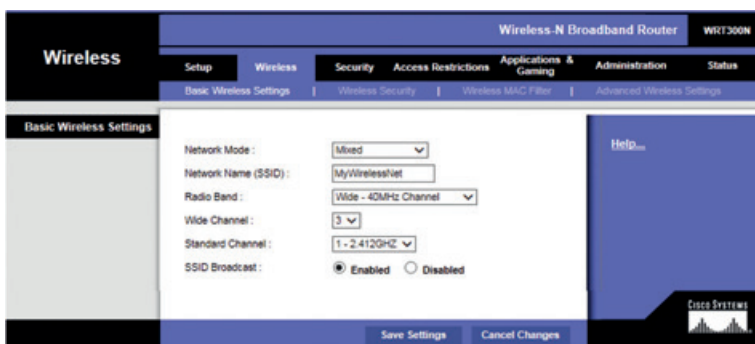 Wireless-N Broadband Router WRT300N
Wireless
Setup Wireless Security Access Restrictions Applications & Gaming Administration Status
Basic Wireless Settings | Wireless Security | Wireless MAC Filter | Advanced Wireless Settings
Basic Wireless Settings
Help...
Network Mode : Mixed
Network Name (SSID) : MyWirelessNet
Radio Band : Wide - 40MHz Channel
Wide Channel : 3
Standard Channel : 1 - 2.412GHZ
SSID Broadcast : Enabled Disabled
CISCO SYSTEMS
Save Settings Cancel Changes